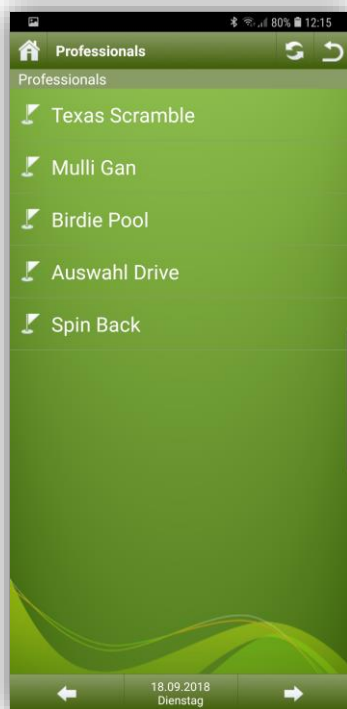 80% 12:15
Professionals
Professionals
Texas Scramble
Mulli Gan
Birdie Pool
Auswahl Drive
Spin Back
18.09.2018
Dienstag